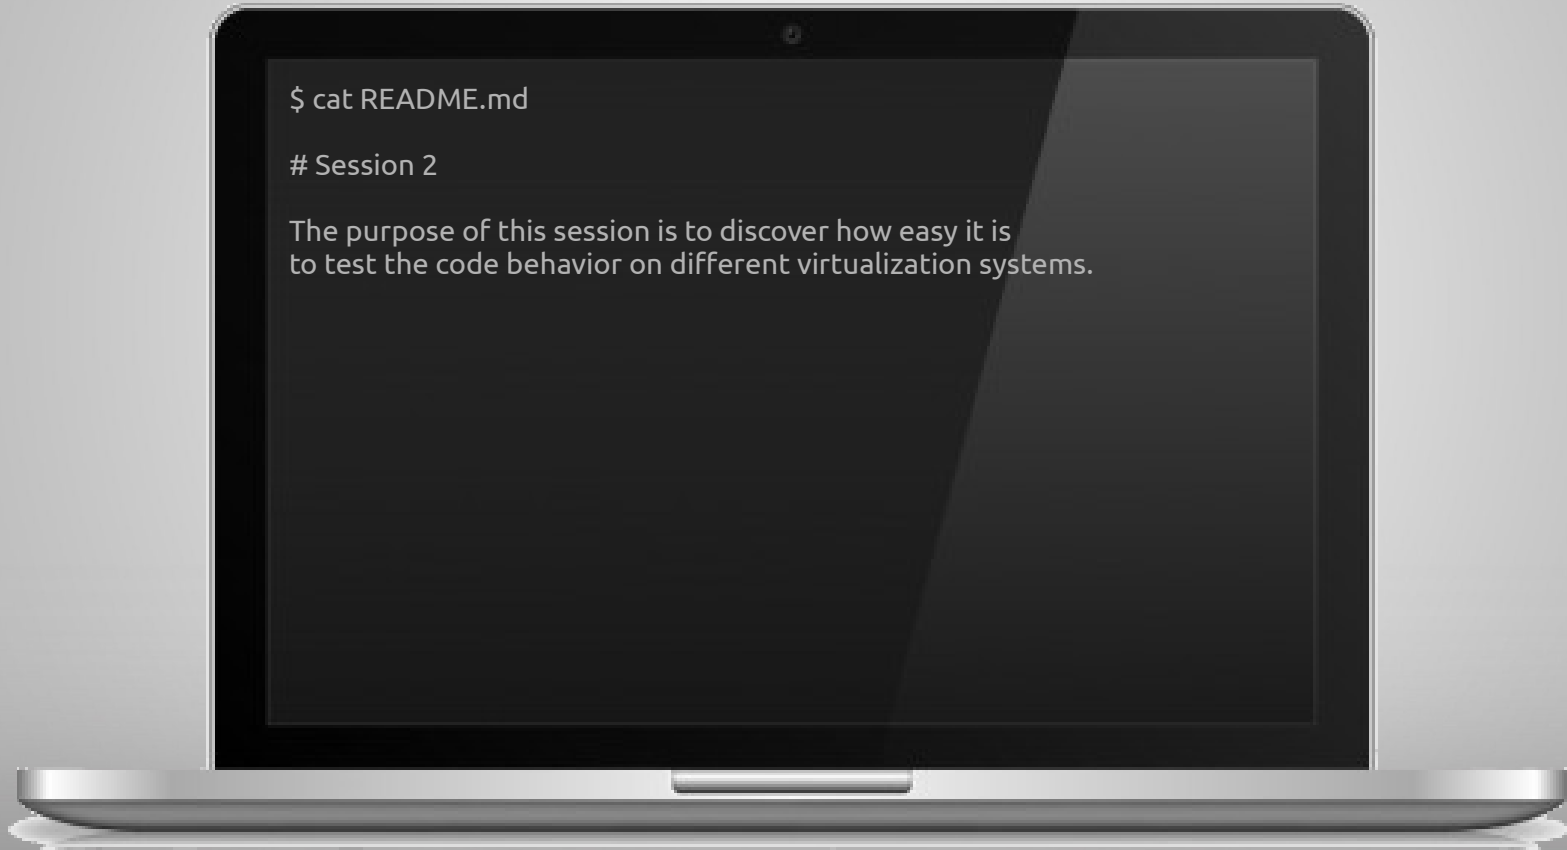 $ cat README.md
# Session 2
The purpose of this session is to discover how easy it is
to test the code behavior on different virtualization systems.